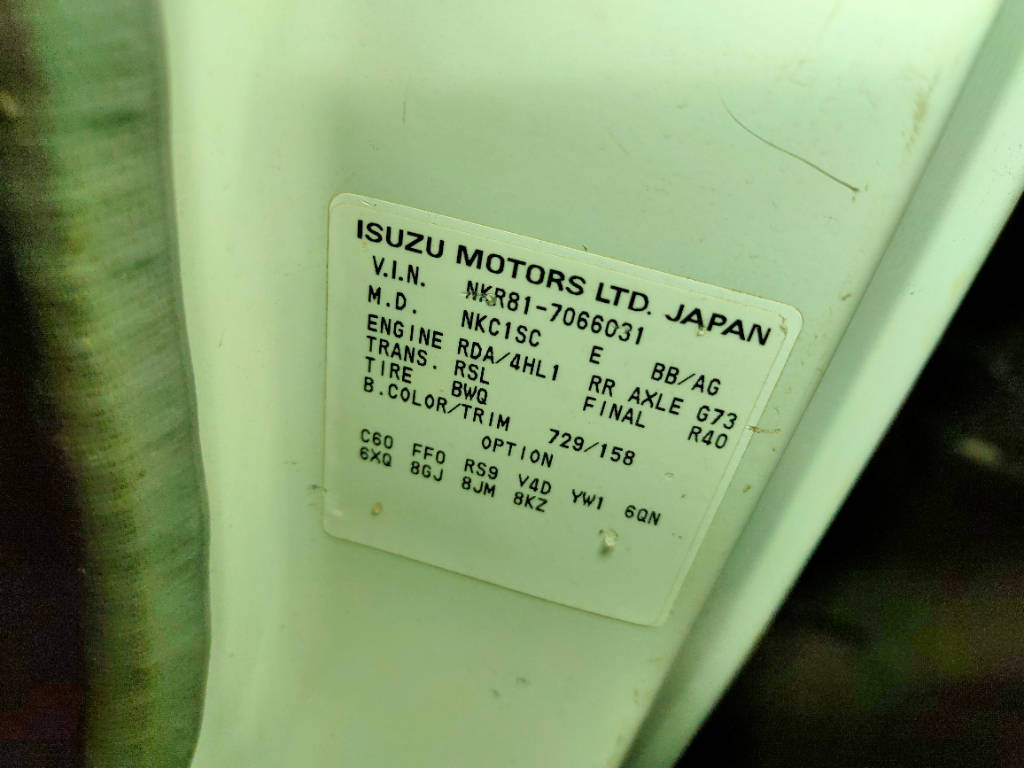 ISUZU MOTORS LTD. JAPAN
V.I.N. NKR81-7066031
M.D. NKC1SC E BB/AG
ENGINE RDA/4HL1 RR AXLE G73
TRANS. RSL FINAL R40
TIRE BWQ
B.COLOR/TRIM 729/158
OPTION
C60 FF0 RS9 V4D YW1 6QN
6XQ 8GJ 8JM 8KZ